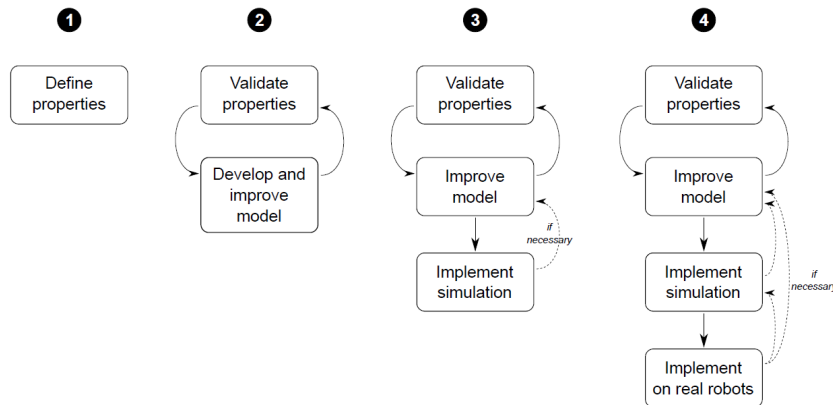 1
Define
properties
2
Validate
properties
Develop and
improve
model
3
Validate
properties
Improve
model
if
necessary
Implement
simulation
4
Validate
properties
Improve
model
Implement
simulation
if
necessary
Implement
on real robots